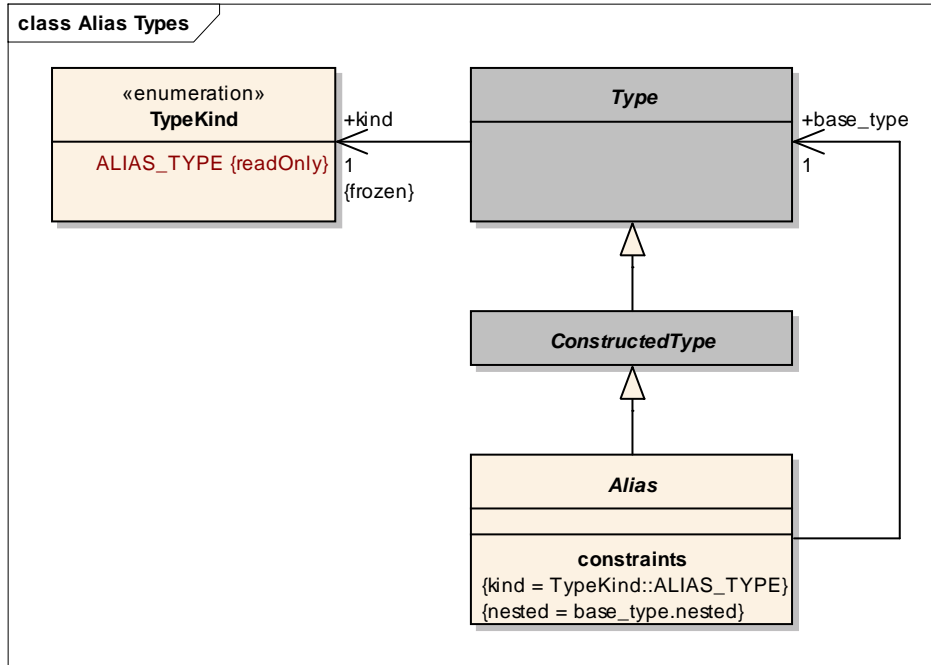 class Alias Types
«enumeration»
TypeKind
ALIAS_TYPE {readOnly}
+kind
1
{frozen}
Type
+base_type
1
ConstructedType
Alias
constraints
{kind = TypeKind::ALIAS_TYPE}
{nested = base_type.nested}